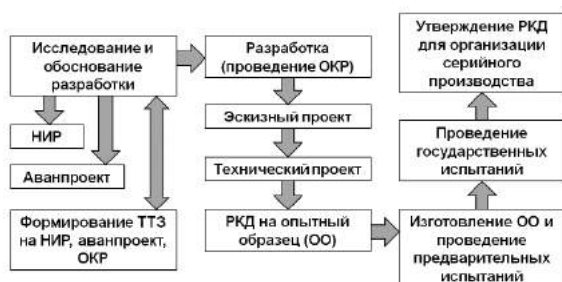 Исследование и
обоснование
разработки
НИР
Аванпроект
Формирование ТТЗ
на НИР, аванпроект,
ОКР
Разработка
(проведение ОКР)
Эскизный проект
Технический проект
РКД на опытный
образец (ОО)
Утверждение РКД
для организации
серийного
производства
Проведение
государственных
испытаний
Изготовление ОО и
проведение
предварительных
испытаний